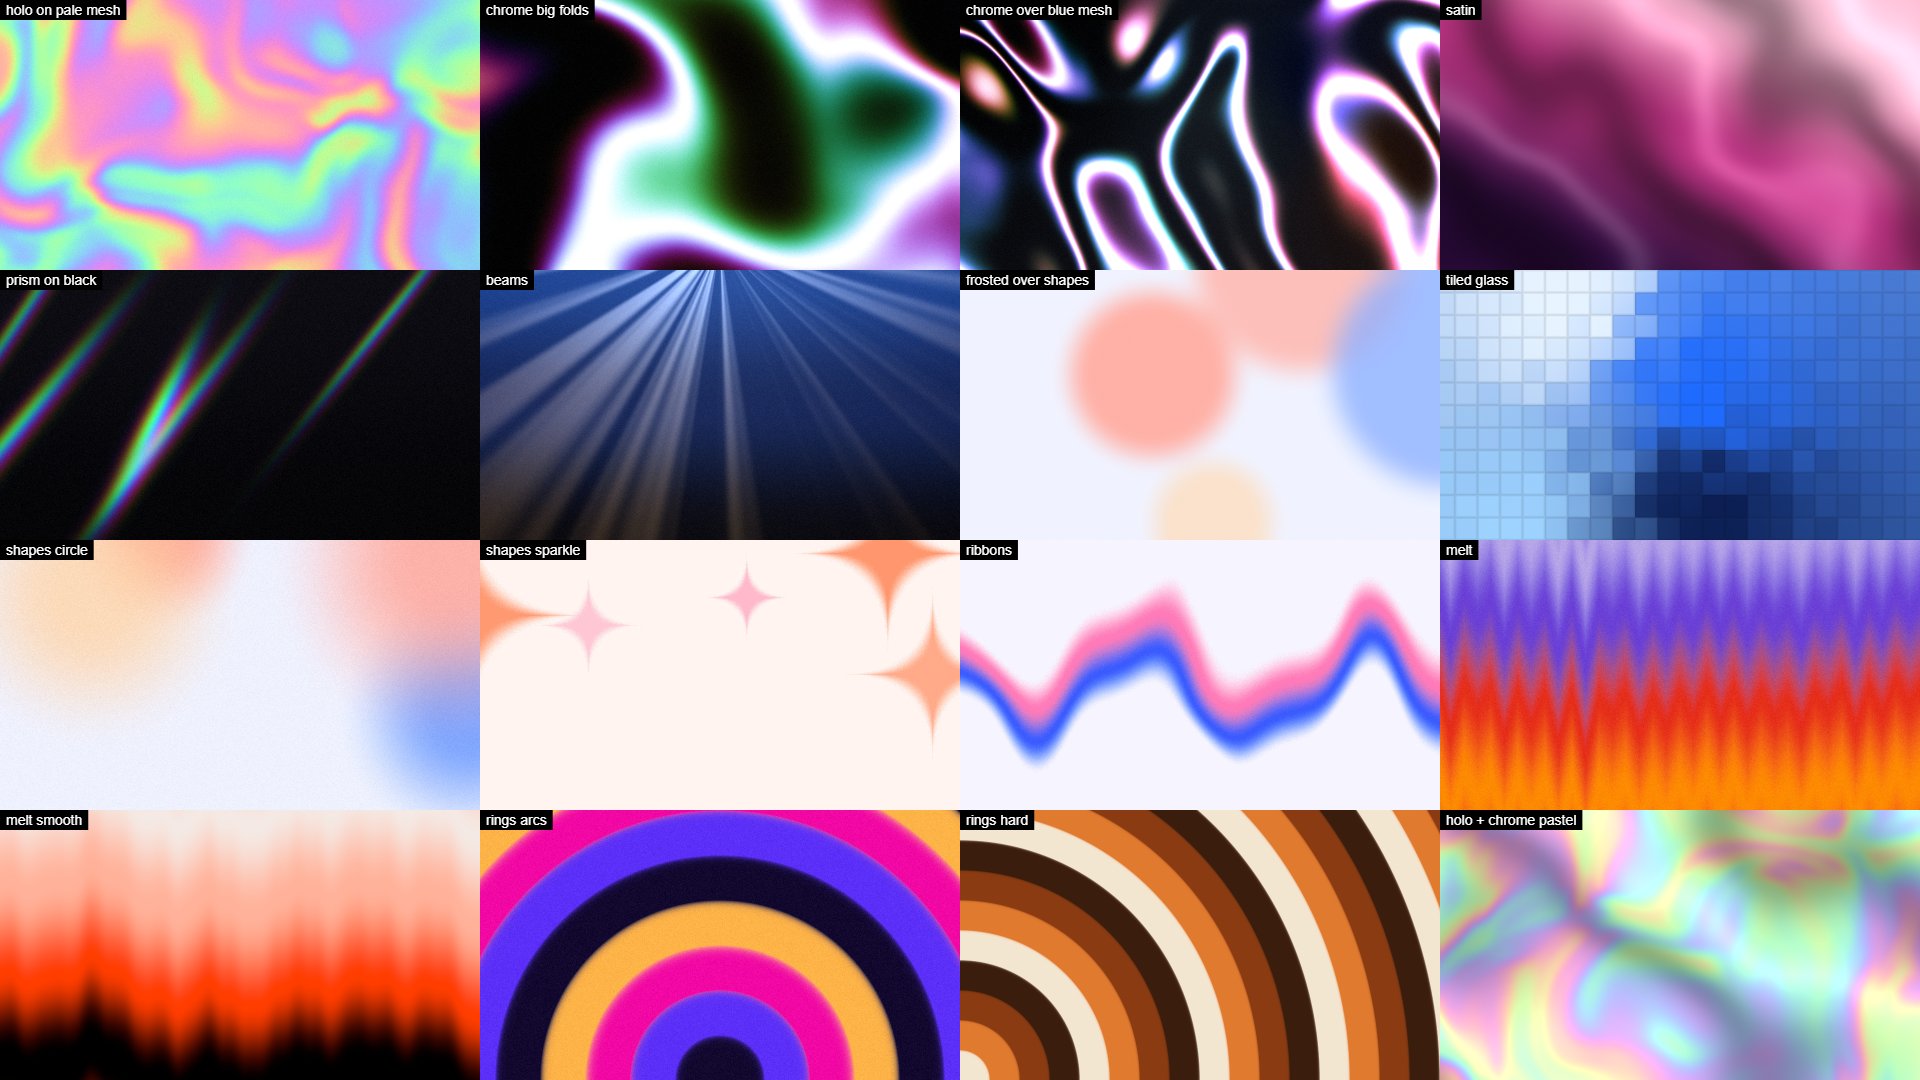 holo on pale mesh
chrome big folds
chrome over blue mesh
satin
prism on black
beams
frosted over shapes
tiled glass
shapes circle
shapes sparkle
ribbons
melt
melt smooth
rings arcs
rings hard
holo + chrome pastel